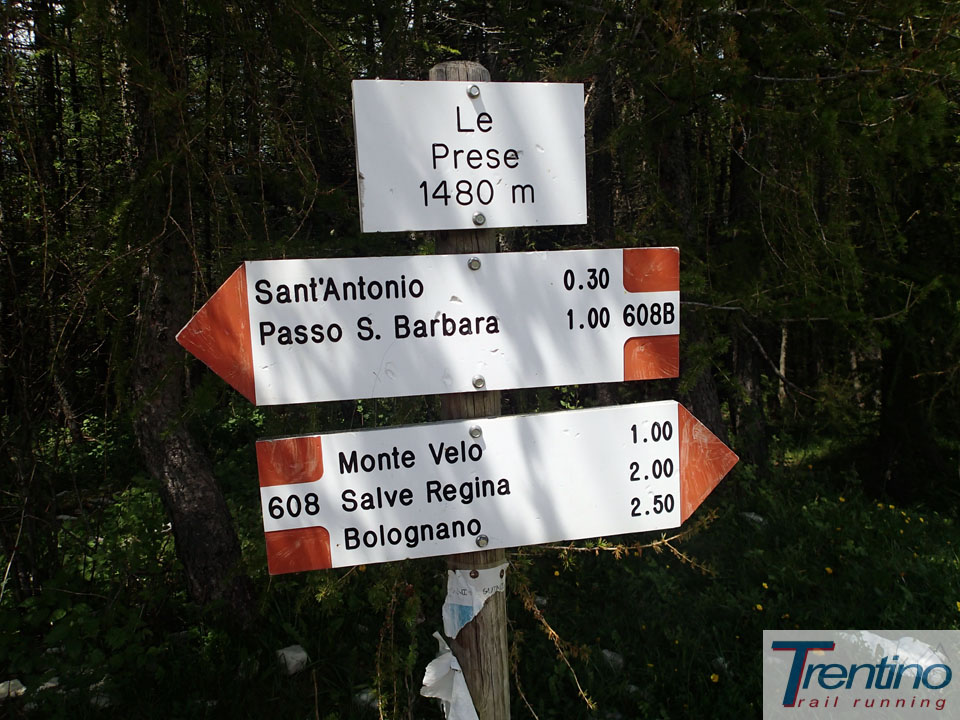 Le
Prese
1480 m
Sant'Antonio 0.30
Passo S. Barbara 1.00 608B
Monte Velo 1.00
608 Salve Regina 2.00
Bolognano 2.50
Trentino
Trail running